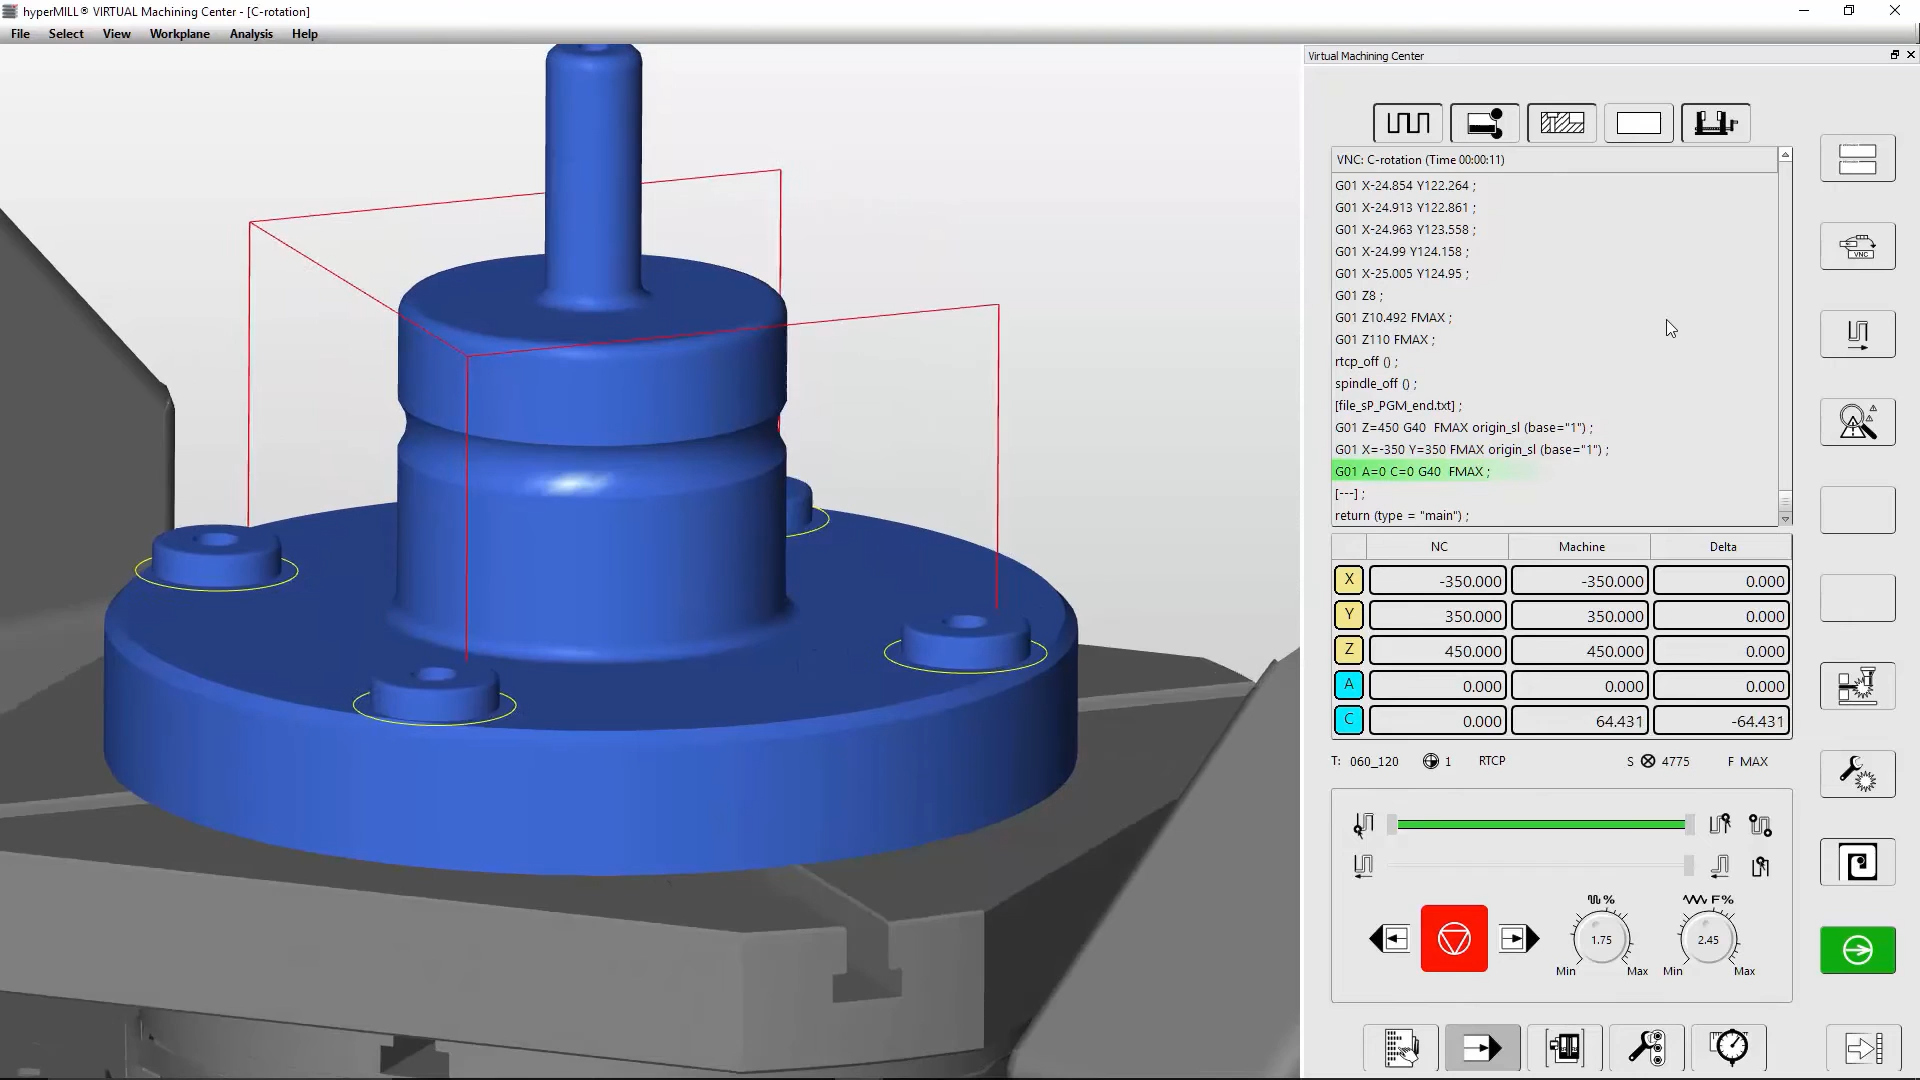 hyperMILL® VIRTUAL Machining Center - [C-rotation]
File Select View Workplane Analysis Help
Virtual Machining Center
VNC: C-rotation (Time 00:00:11)
G01 X-24.854 Y122.264 ;
G01 X-24.913 Y122.861 ;
G01 X-24.963 Y123.558 ;
G01 X-24.99 Y124.158 ;
G01 X-25.005 Y124.95 ;
G01 Z8 ;
G01 Z10.492 FMAX ;
G01 Z110 FMAX ;
rtcp_off () ;
spindle_off () ;
[file_sP_PGM_end.txt] ;
G01 Z=450 G40 FMAX origin_sl (base="1") ;
G01 X=-350 Y=350 FMAX origin_sl (base="1") ;
G01 A=0 C=0 G40 FMAX ;
[---] ;
return (type = "main") ;
NC Machine Delta
X -350.000 -350.000 0.000
Y 350.000 350.000 0.000
Z 450.000 450.000 0.000
A 0.000 0.000 0.000
C 0.000 64.431 -64.431
T: 060_120 1 RTCP S 4775 F MAX
% F%
1.75 2.45
Min Max Min Max
VNC